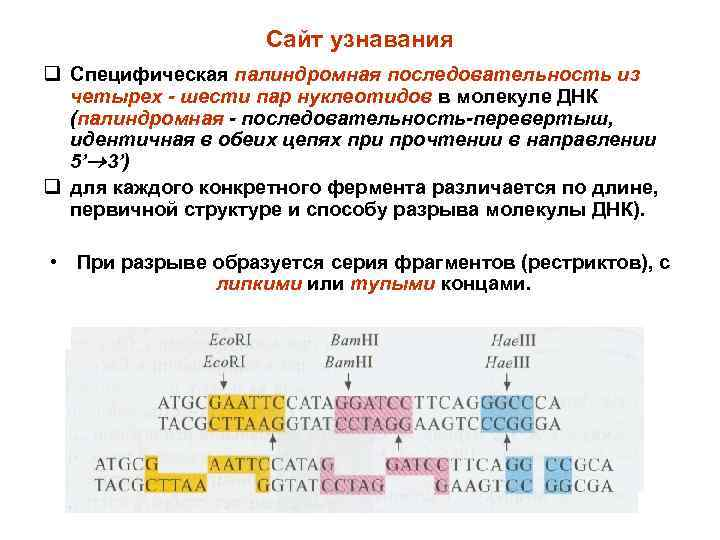 Сайт узнавания
❑ Специфическая палиндромная последовательность из
четырех - шести пар нуклеотидов в молекуле ДНК
(палиндромная - последовательность-перевертыш,
идентичная в обеих цепях при прочтении в направлении
5’→3’)
❑ для каждого конкретного фермента различается по длине,
первичной структуре и способу разрыва молекулы ДНК).
• При разрыве образуется серия фрагментов (рестриктов), с
липкими или тупыми концами.
EcoRI BamHI HaeIII
EcoRI BamHI HaeIII
ATGCGAATTCCATAGGATCCTTCAGGGCCCA
TACGCTTAAGGTATCCTAGGAAGTCCCGGGA
ATGCG AATTCCATAG GATCCTTCAGG CCGCA
TACGCTTAA GGTATCCTAG GAAGTCC GGCGA